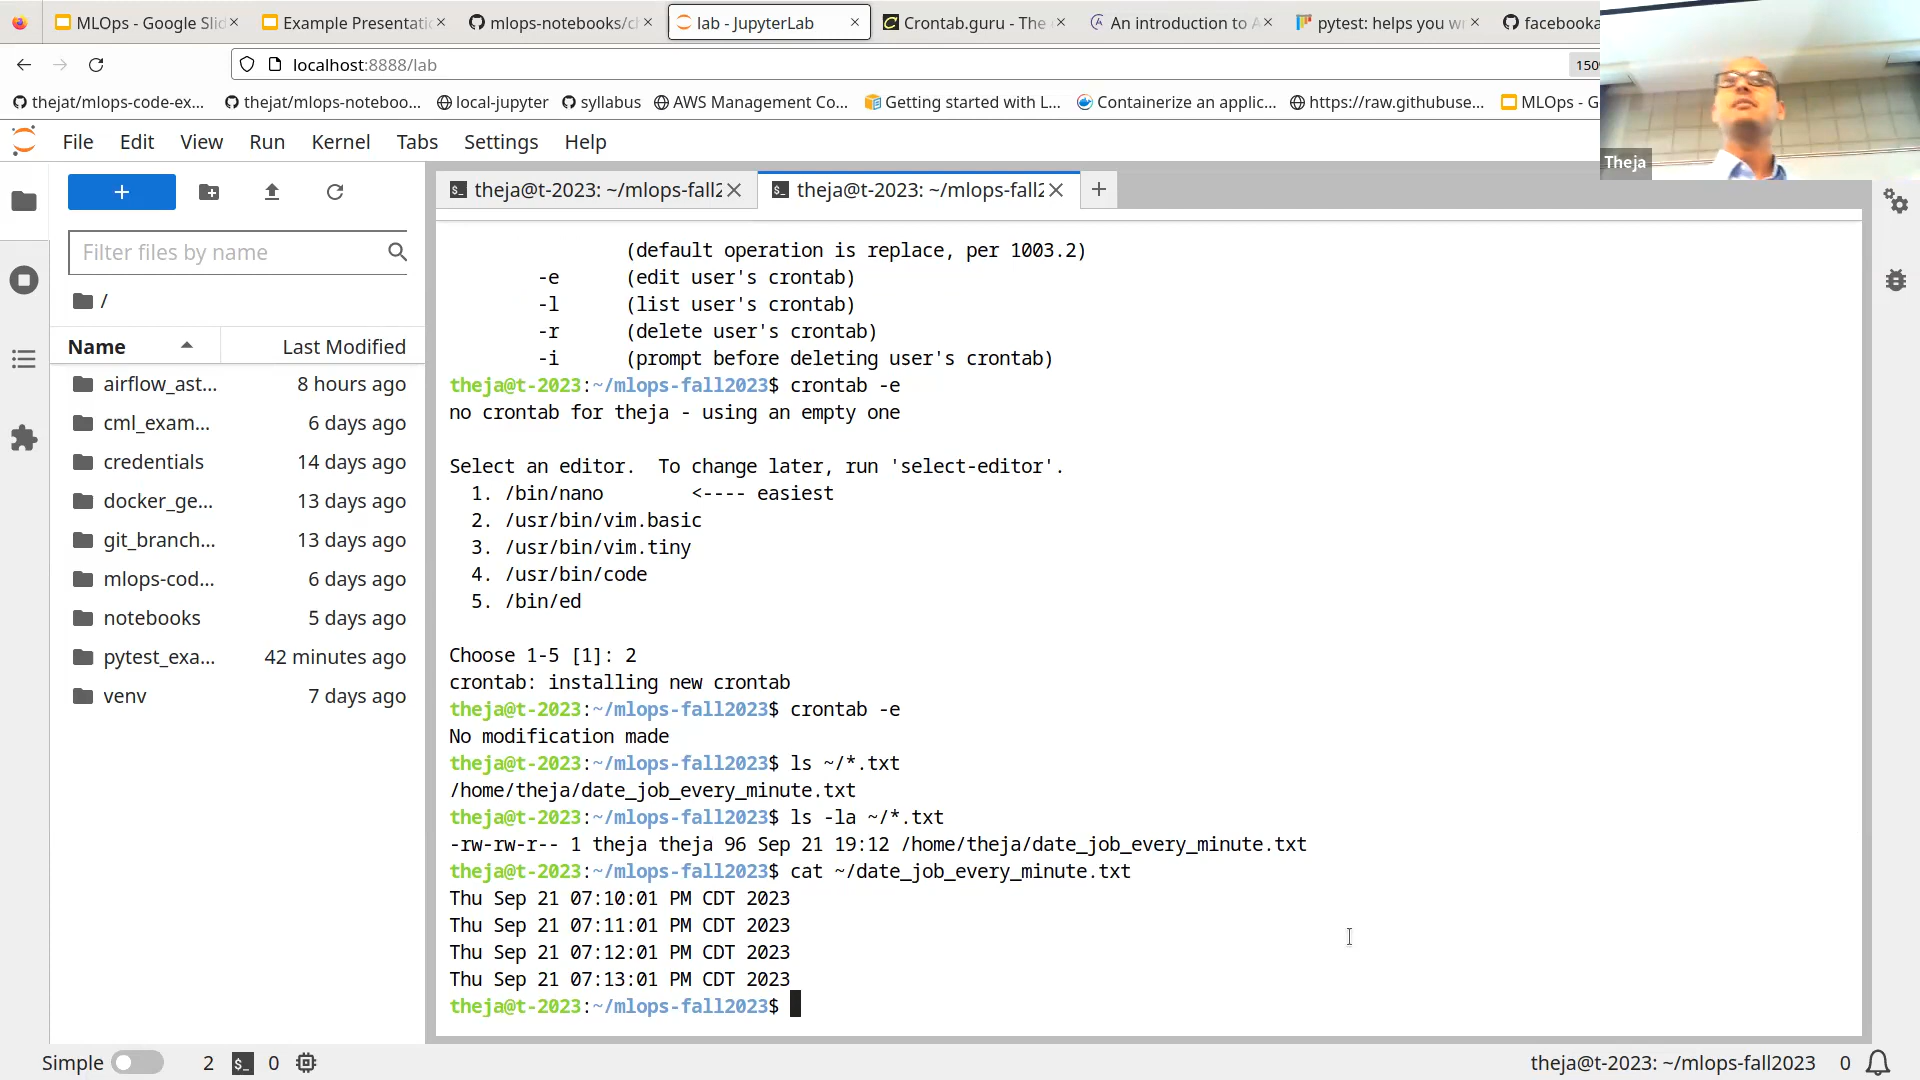 MLOps - Google Slid
Example Presentati
mlops-notebooks/c
lab - JupyterLab
Crontab.guru - The
An introduction to A
pytest: helps you w
facebooka
localhost:8888/lab
150
thejat/mlops-code-ex...
thejat/mlops-noteboo...
local-jupyter
syllabus
AWS Management Co...
Getting started with L...
Containerize an applic...
https://raw.githubuse...
MLOps - G
Theja
File Edit View Run Kernel Tabs Settings Help
+
theja@t-2023: ~/mlops-fall2
theja@t-2023: ~/mlops-fall2
Filter files by name
/
Name Last Modified
airflow_ast... 8 hours ago
cml_exam... 6 days ago
credentials 14 days ago
docker_ge... 13 days ago
git_branch... 13 days ago
mlops-cod... 6 days ago
notebooks 5 days ago
pytest_exa... 42 minutes ago
venv 7 days ago
(default operation is replace, per 1003.2)
-e (edit user's crontab)
-l (list user's crontab)
-r (delete user's crontab)
-i (prompt before deleting user's crontab)
theja@t-2023:~/mlops-fall2023$ crontab -e
no crontab for theja - using an empty one
Select an editor.  To change later, run 'select-editor'.
1. /bin/nano        <---- easiest
2. /usr/bin/vim.basic
3. /usr/bin/vim.tiny
4. /usr/bin/code
5. /bin/ed
Choose 1-5 [1]: 2
crontab: installing new crontab
theja@t-2023:~/mlops-fall2023$ crontab -e
No modification made
theja@t-2023:~/mlops-fall2023$ ls ~/*.txt
/home/theja/date_job_every_minute.txt
theja@t-2023:~/mlops-fall2023$ ls -la ~/*.txt
-rw-rw-r-- 1 theja theja 96 Sep 21 19:12 /home/theja/date_job_every_minute.txt
theja@t-2023:~/mlops-fall2023$ cat ~/date_job_every_minute.txt
Thu Sep 21 07:10:01 PM CDT 2023
Thu Sep 21 07:11:01 PM CDT 2023
Thu Sep 21 07:12:01 PM CDT 2023
Thu Sep 21 07:13:01 PM CDT 2023
theja@t-2023:~/mlops-fall2023$
Simple 2 $_ 0
theja@t-2023: ~/mlops-fall2023 0